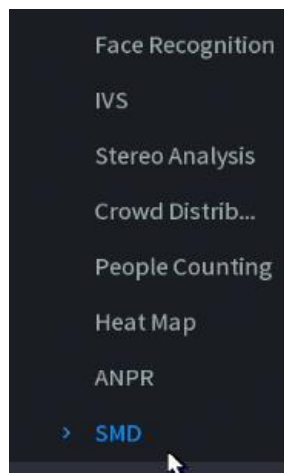 Face Recognition
IVS
Stereo Analysis
Crowd Distrib...
People Counting
Heat Map
ANPR
> SMD